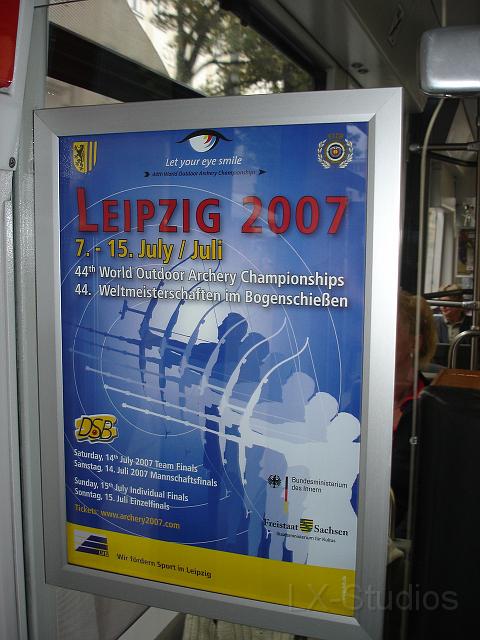 Let your eye smile
44th World Outdoor Archery Championships
LEIPZIG 2007
7. - 15. July / Juli
44th World Outdoor Archery Championships
44. Weltmeisterschaften im Bogenschießen
DSB
Saturday, 14th July 2007 Team Finals
Samstag, 14. Juli 2007 Mannschaftsfinals
Sunday, 15th July Individual Finals
Sonntag, 15. Juli Einzelfinals
Tickets: www.archery2007.com
Bundesministerium
des Innern
Freistaat Sachsen
Staatsministerium für Kultus
Wir fördern Sport in Leipzig
LX-Studios